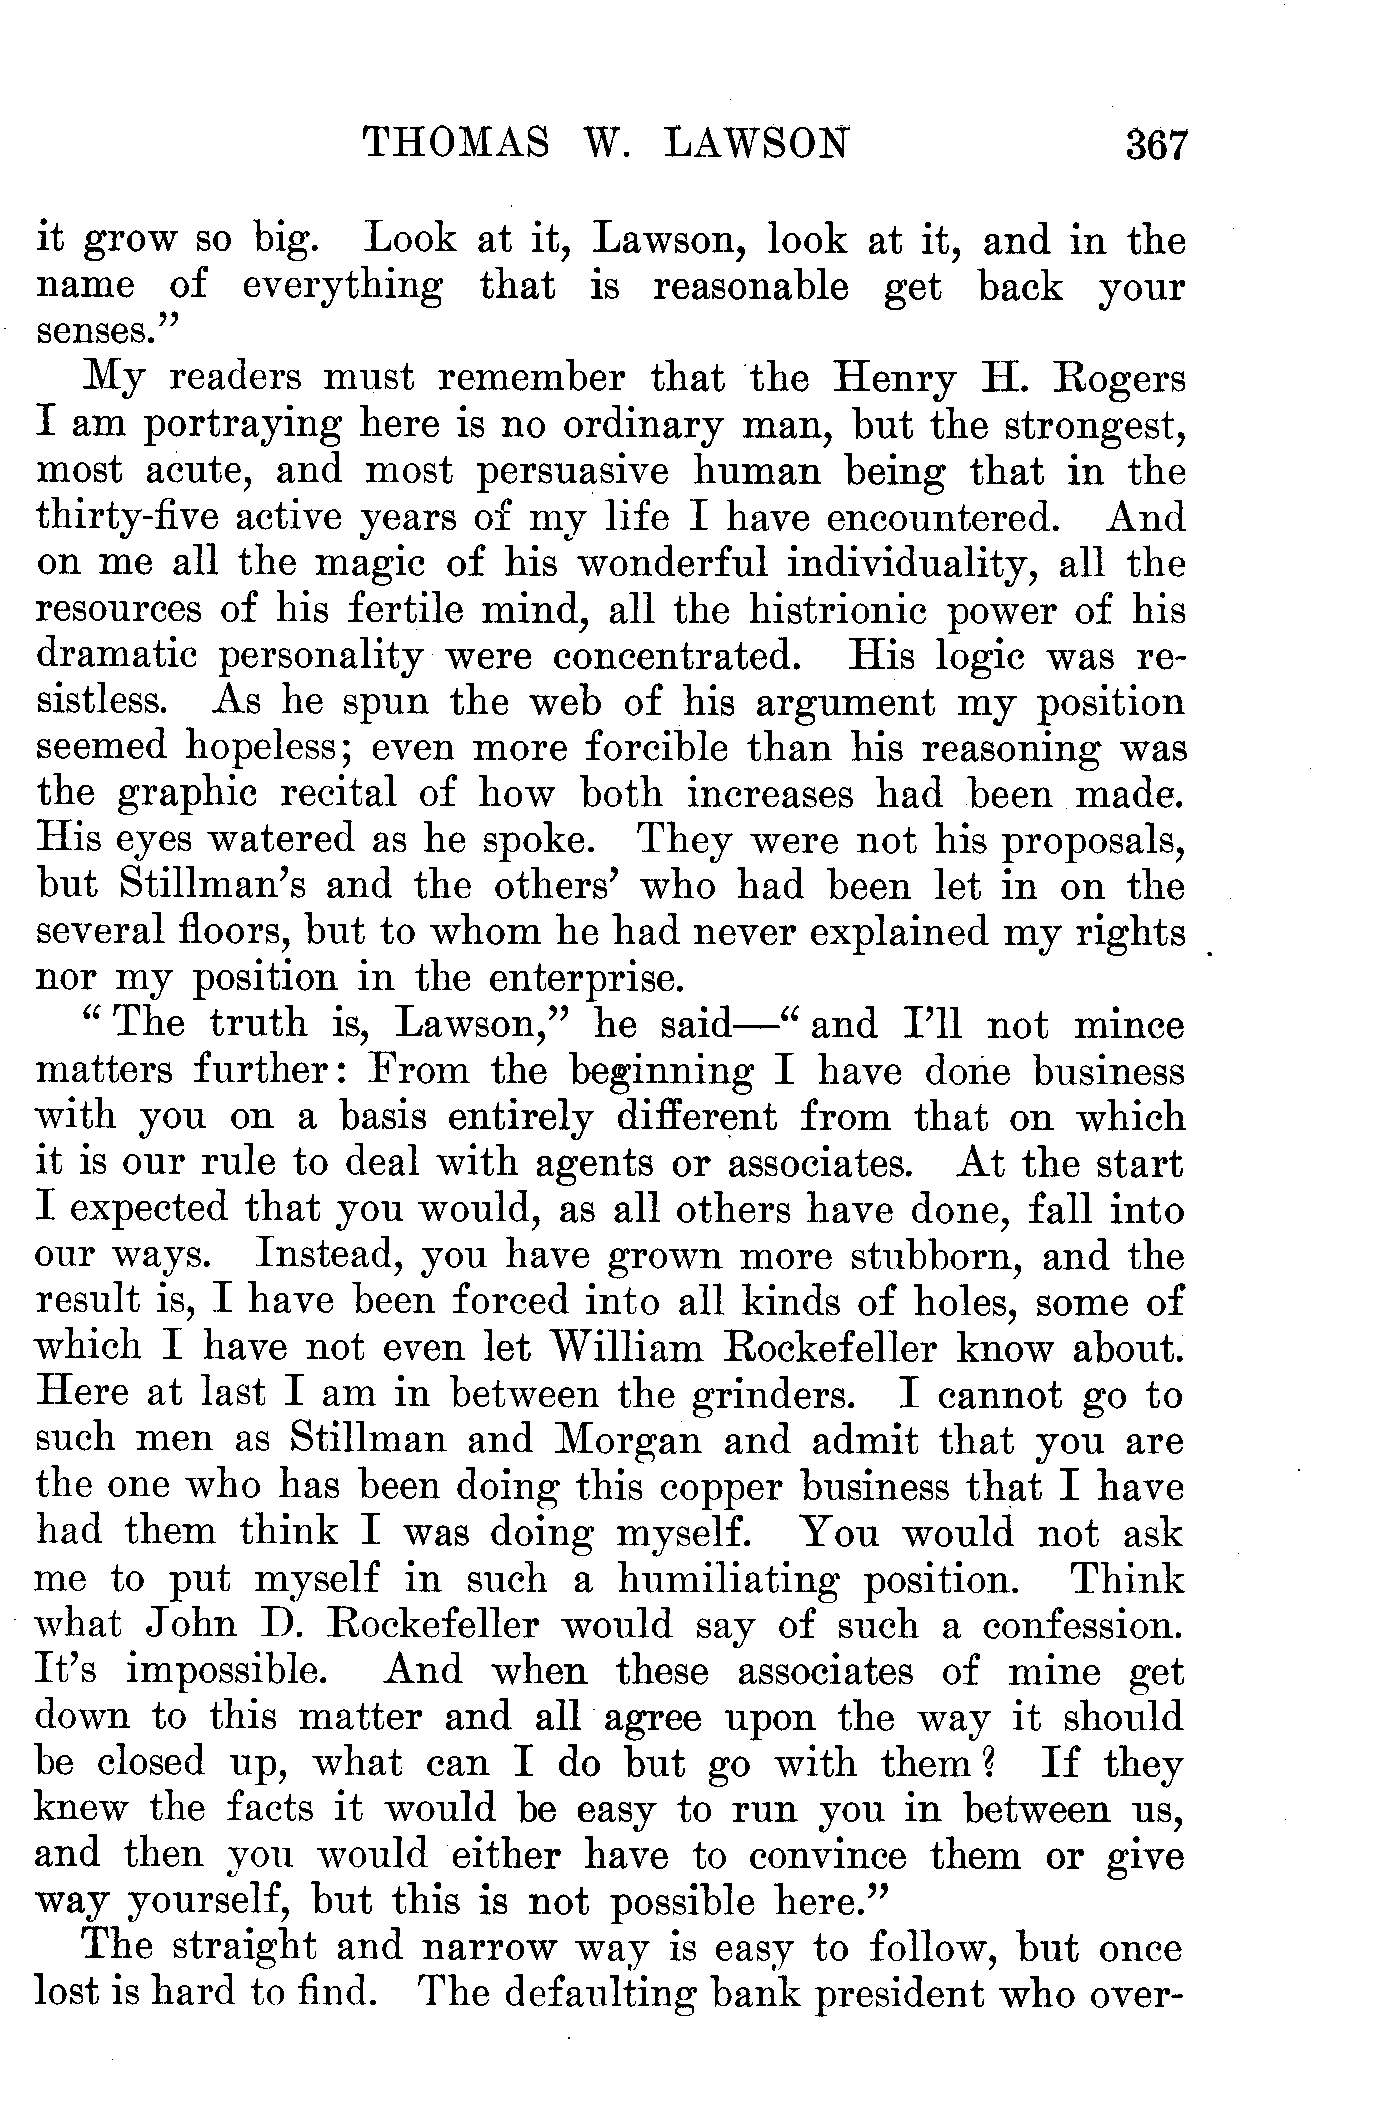 THOMAS W. LAWSON 367
it grow so big. Look at it, Lawson, look at it, and in the
name of everything that is reasonable get back your
senses.”
My readers must remember that the Henry H. Rogers
I am portraying here is no ordinary man, but the strongest,
most acute, and most persuasive human being that in the
thirty-five active years of my life I have encountered. And
on me all the magic of his wonderful individuality, all the
resources of his fertile mind, all the histrionic power of his
dramatic personality were concentrated. His logic was re-
sistless. As he spun the web of his argument my position
seemed hopeless; even more forcible than his reasoning was
the graphic recital of how both increases had been made.
His eyes watered as he spoke. They were not his proposals,
but Stillman’s and the others’ who had been let in on the
several floors, but to whom he had never explained my rights
nor my position in the enterprise.
“The truth is, Lawson,” he said—“and I’ll not mince
matters further: From the beginning I have done business
with you on a basis entirely different from that on which
it is our rule to deal with agents or associates. At the start
I expected that you would, as all others have done, fall into
our ways. Instead, you have grown more stubborn, and the
result is, I have been forced into all kinds of holes, some of
which I have not even let William Rockefeller know about.
Here at last I am in between the grinders. I cannot go to
such men as Stillman and Morgan and admit that you are
the one who has been doing this copper business that I have
had them think I was doing myself. You would not ask
me to put myself in such a humiliating position. Think
what John D. Rockefeller would say of such a confession.
It’s impossible. And when these associates of mine get
down to this matter and all agree upon the way it should
be closed up, what can I do but go with them? If they
knew the facts it would be easy to run you in between us,
and then you would either have to convince them or give
way yourself, but this is not possible here.”
The straight and narrow way is easy to follow, but once
lost is hard to find. The defaulting bank president who over-